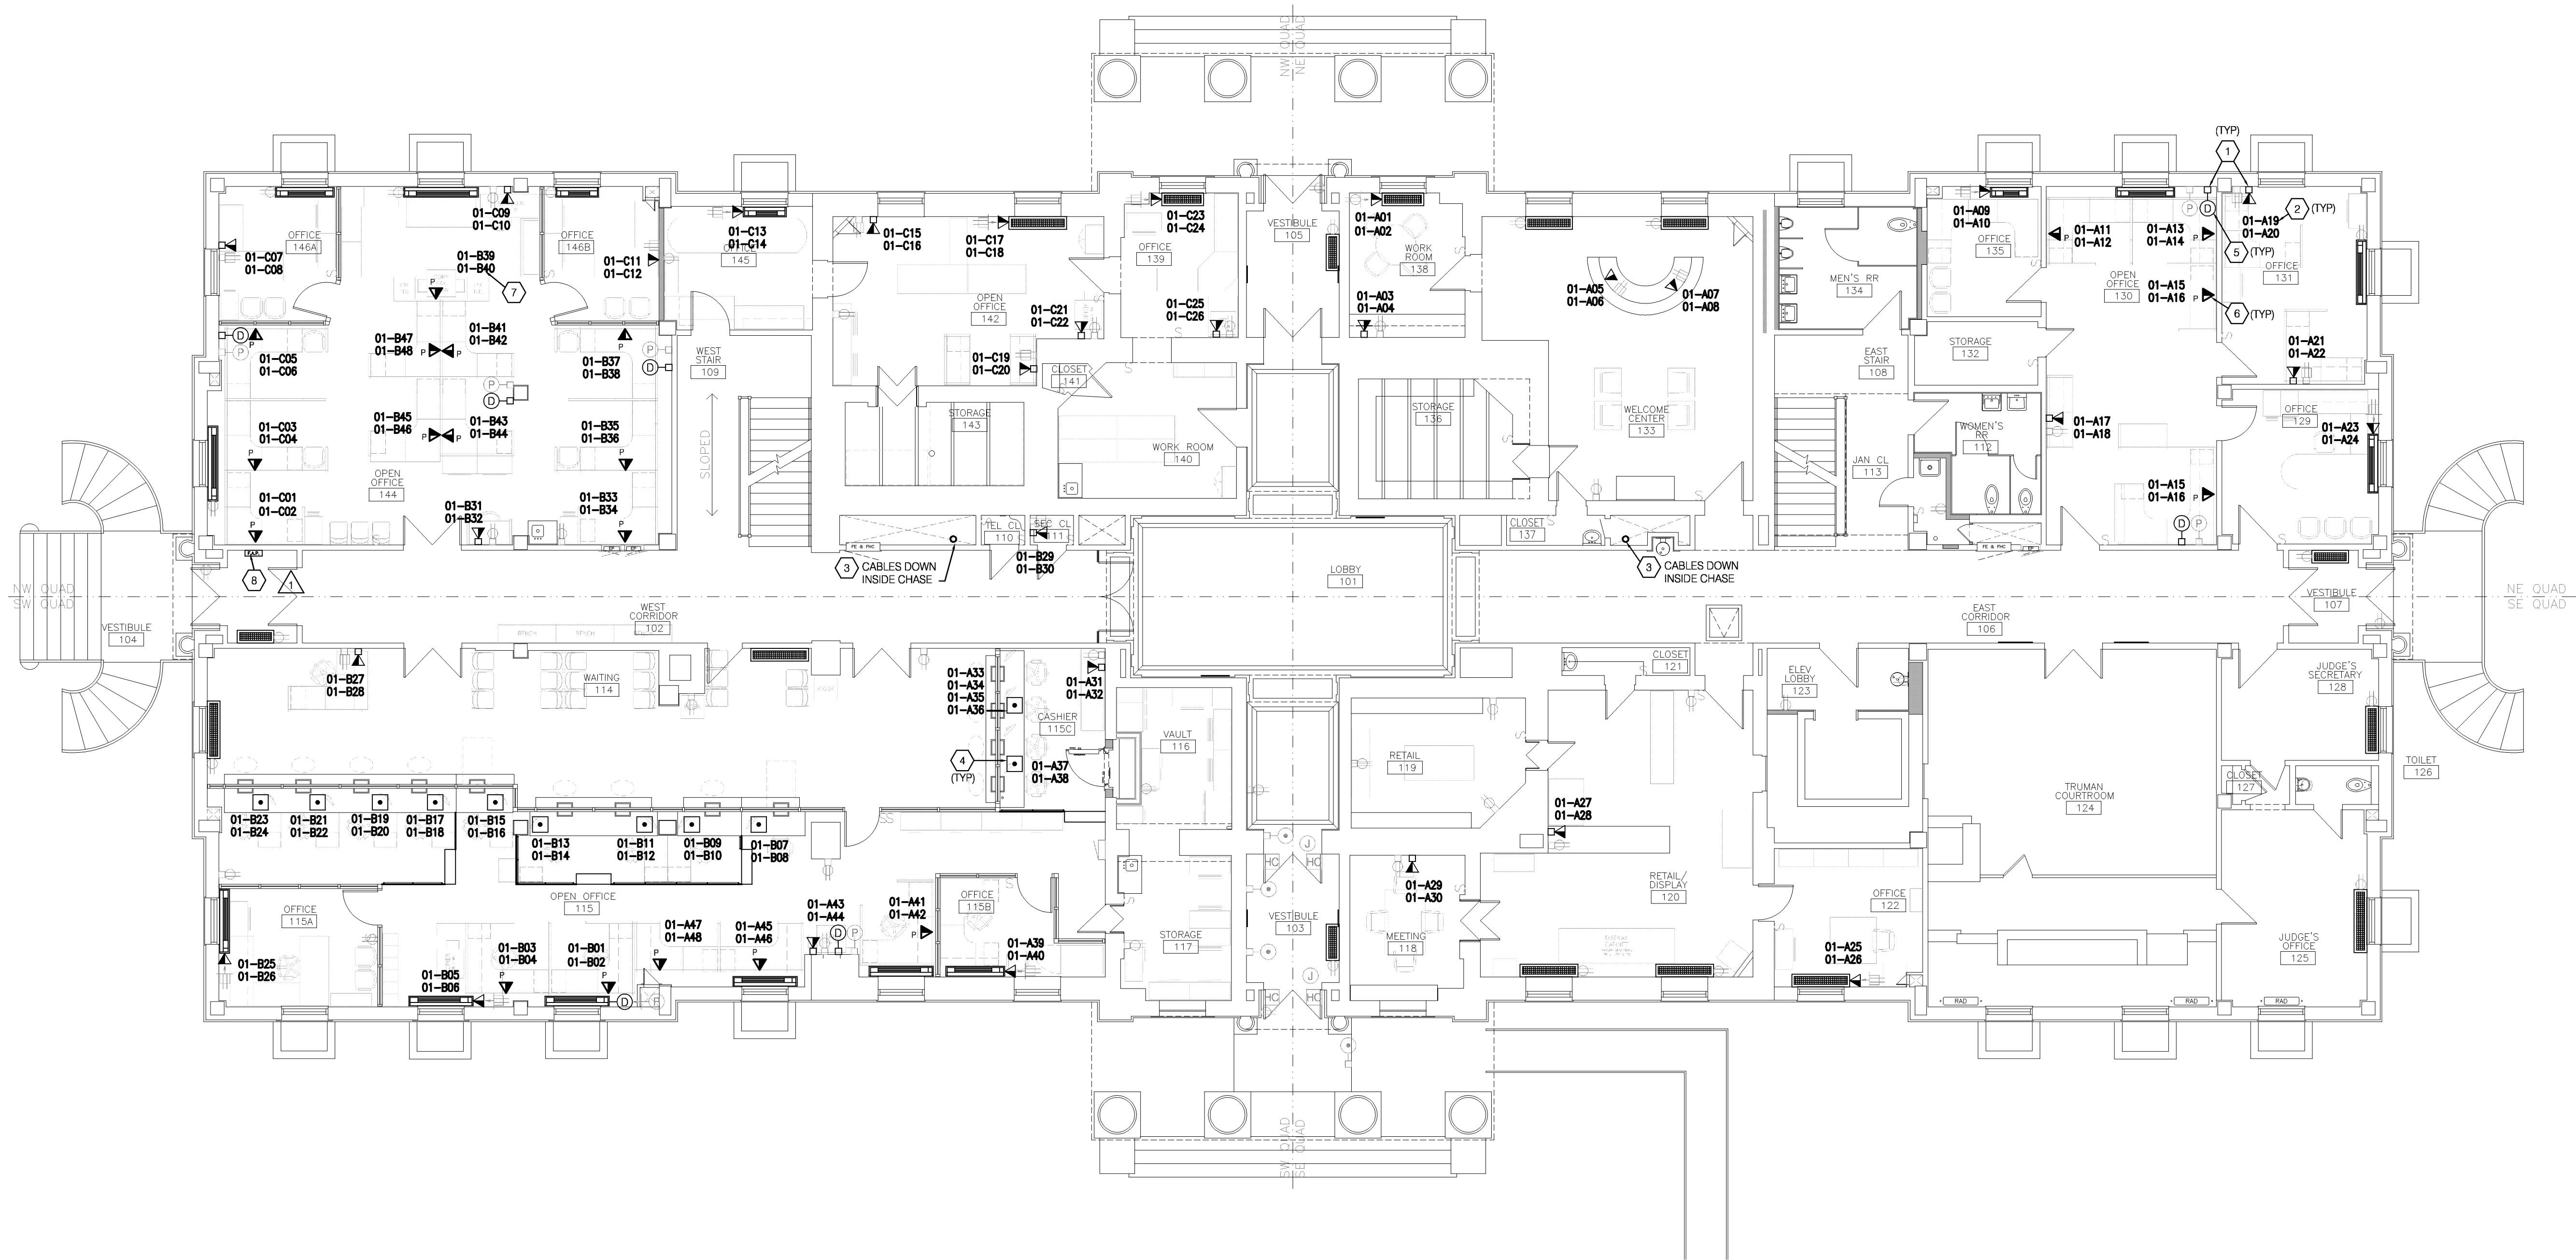 NW QUAD
NE QUAD
(TYP)
1
01-C09
01-C10
OFFICE
146A
01-C07
01-C08
01-B39
01-B40
7
OFFICE
146B
01-C11
01-C12
01-C13
01-C14
OFFICE
145
01-C15
01-C16
01-C17
01-C18
OPEN
OFFICE
142
01-C23
01-C24
OFFICE
139
VESTIBULE
105
01-A01
01-A02
WORK
ROOM
138
01-A05
01-A06
01-A07
01-A08
MEN'S RR
134
01-A09
01-A10
OFFICE
135
01-A11
01-A12
P
P
D
01-A13
01-A14
P
5
(TYP)
01-A19
01-A20
2
(TYP)
OFFICE
131
OPEN
OFFICE
130
01-A15
01-A16
P
6
(TYP)
P
01-B47
01-B48
P
P
01-B41
01-B42
01-C21
01-C22
01-C25
01-C26
01-A03
01-A04
D
P
P
01-C05
01-C06
01-B37
01-B38
P
P
D
P
D
WEST
STAIR
109
01-C19
01-C20
CLOSET
141
EAST
STAIR
108
STORAGE
132
01-A21
01-A22
01-C03
01-C04
P
01-B45
01-B46
P
P
01-B43
01-B44
01-B35
01-B36
P
SLOPED
STORAGE
143
WORK ROOM
140
STORAGE
136
WELCOME
CENTER
133
WOMEN'S
RR
112
01-A17
01-A18
OFFICE
129
01-A23
01-A24
JAN CL
113
OPEN
OFFICE
144
01-C01
01-C02
P
01-B31
01-B32
01-B33
01-B34
P
TEL CL
110
SEC CL
111
01-B29
01-B30
CLOSET
137
01-A15
01-A16
P
D
P
FE & FHC
FE & FHC
8
1
3
CABLES DOWN
INSIDE CHASE
3
CABLES DOWN
INSIDE CHASE
LOBBY
101
NW QUAD
SW QUAD
VESTIBULE
104
WEST
CORRIDOR
102
BENCH
BENCH
EAST
CORRIDOR
106
VESTIBULE
107
NE QUAD
SE QUAD
01-B27
01-B28
WAITING
114
01-A33
01-A34
01-A35
01-A36
01-A31
01-A32
CASHIER
115C
4
(TYP)
01-A37
01-A38
VAULT
116
RETAIL
119
CLOSET
121
ELEV
LOBBY
123
JUDGE'S
SECRETARY
128
TRUMAN
COURTROOM
124
CLOSET
127
TOILET
126
01-B23
01-B24
01-B21
01-B22
01-B19
01-B20
01-B17
01-B18
01-B15
01-B16
01-B13
01-B14
01-B11
01-B12
01-B09
01-B10
01-B07
01-B08
01-A27
01-A28
J
HC
HC
OFFICE
115A
OPEN OFFICE
115
OFFICE
115B
01-A29
01-A30
RETAIL/
DISPLAY
120
OFFICE
122
01-A43
01-A44
01-A41
01-A42
P
D
P
VESTIBULE
103
01-A47
01-A48
P
01-A45
01-A46
P
01-A39
01-A40
STORAGE
117
MEETING
118
01-A25
01-A26
JUDGE'S
OFFICE
125
01-B25
01-B26
01-B05
01-B06
01-B03
01-B04
P
01-B01
01-B02
P
D
P
J
HC
HC
RAD
RAD
RAD
SW QUAD
SE QUAD